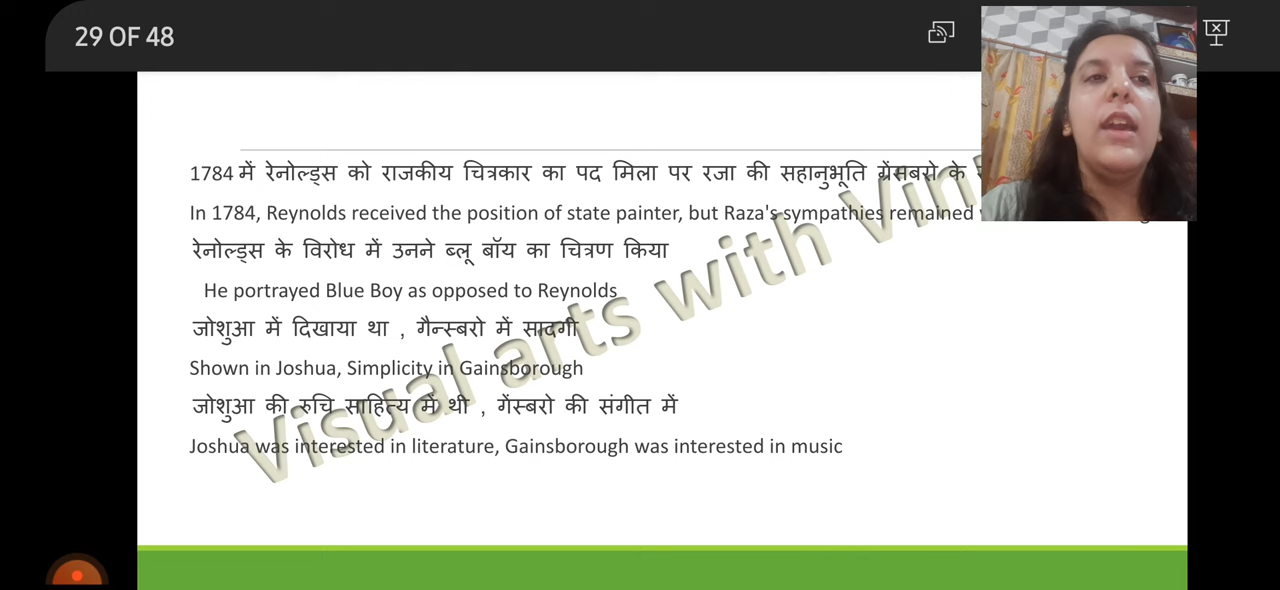 29 OF 48
1784 में रेनोल्ड्स को राजकीय चित्रकार का पद मिला पर रजा की सहानुभूति ग्रेंसबरो के
In 1784, Reynolds received the position of state painter, but Raza's sympathies remained
रेनोल्ड्स के विरोध में उनने ब्लू बॉय का चित्रण किया
He portrayed Blue Boy as opposed to Reynolds
जोशुआ में दिखाया था , गैन्स्बरो में सादगी
Shown in Joshua, Simplicity in Gainsborough
जोशुआ की रुचि साहित्य में थी , गेंस्बरो की संगीत में
Joshua was interested in literature, Gainsborough was interested in music
Visual arts with